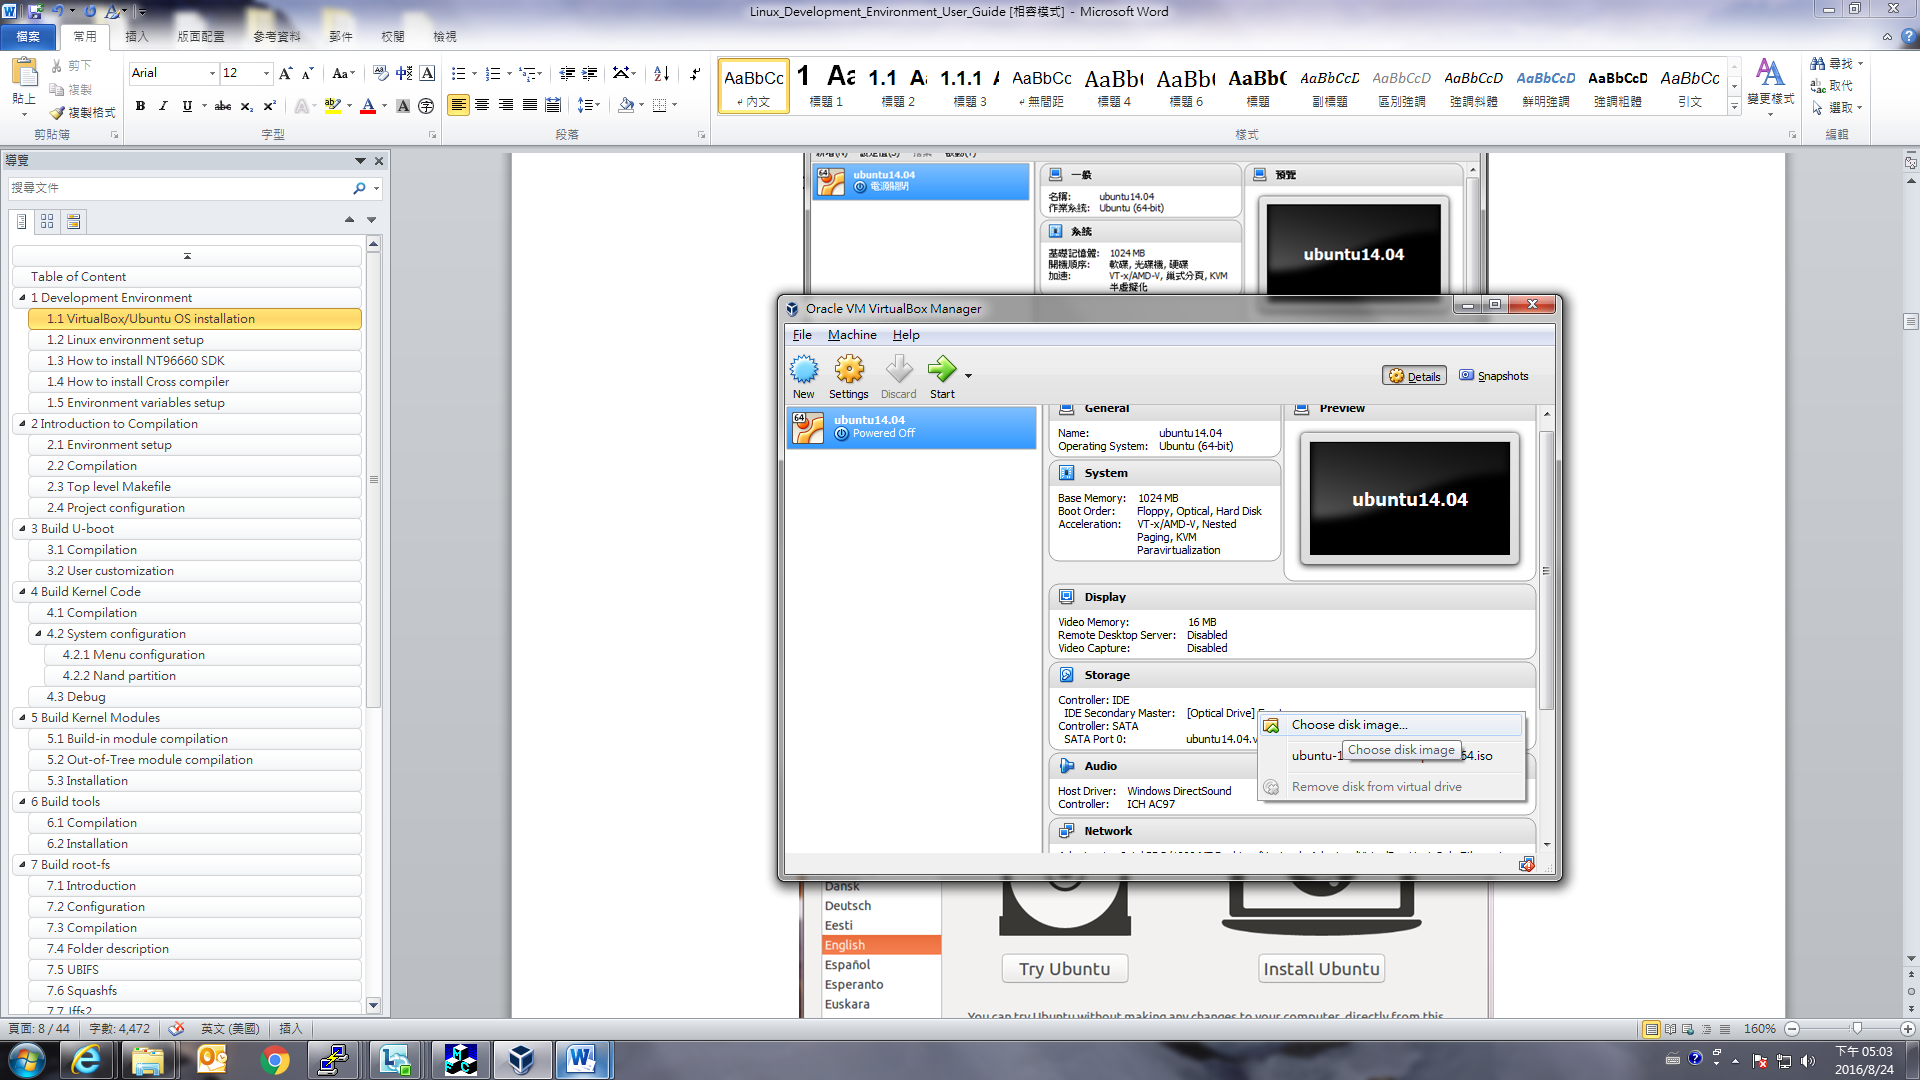 Linux_Development_Environment_User_Guide [相容模式] - Microsoft Word
檔案 常用 插入 版面配置 參考資料 郵件 校閱 檢視
貼上 剪下 複製 複製格式 剪貼簿
Arial 12 字型
段落
AaBbCc 內文
1 Aa 標題 1
1.1 A 標題 2
1.1.1 A 標題 3
AaBbCc 無間距
AaBb 標題 4
AaBb 標題 6
AaBbC 標題
AaBbCcD 副標題
AaBbCcD 區別強調
AaBbCcD 強調斜體
AaBbCcD 鮮明強調
AaBbCcD 強調粗體
AaBbCc 引文
樣式
變更樣式
尋找
取代
選取
編輯
導覽
搜尋文件
Table of Content
1 Development Environment
1.1 VirtualBox/Ubuntu OS installation
1.2 Linux environment setup
1.3 How to install NT96660 SDK
1.4 How to install Cross compiler
1.5 Environment variables setup
2 Introduction to Compilation
2.1 Environment setup
2.2 Compilation
2.3 Top level Makefile
2.4 Project configuration
3 Build U-boot
3.1 Compilation
3.2 User customization
4 Build Kernel Code
4.1 Compilation
4.2 System configuration
4.2.1 Menu configuration
4.2.2 Nand partition
4.3 Debug
5 Build Kernel Modules
5.1 Build-in module compilation
5.2 Out-of-Tree module compilation
5.3 Installation
6 Build tools
6.1 Compilation
6.2 Installation
7 Build root-fs
7.1 Introduction
7.2 Configuration
7.3 Compilation
7.4 Folder description
7.5 UBIFS
7.6 Squashfs
7.7 Jffs2
ubuntu14.04
電源關閉
一般
名稱: ubuntu14.04
作業系統: Ubuntu (64-bit)
系統
基礎記憶體: 1024 MB
開機順序: 軟碟, 光碟機, 硬碟
加速: VT-x/AMD-V, 巢式分頁, KVM
半虛擬化
預覽
ubuntu14.04
Oracle VM VirtualBox Manager
File Machine Help
New Settings Discard Start
Details Snapshots
64
ubuntu14.04
Powered Off
General
Name: ubuntu14.04
Operating System: Ubuntu (64-bit)
System
Base Memory: 1024 MB
Boot Order: Floppy, Optical, Hard Disk
Acceleration: VT-x/AMD-V, Nested
Paging, KVM
Paravirtualization
Preview
ubuntu14.04
Display
Video Memory: 16 MB
Remote Desktop Server: Disabled
Video Capture: Disabled
Storage
Controller: IDE
IDE Secondary Master: [Optical Drive]
Controller: SATA
SATA Port 0: ubuntu14.04.v
Choose disk image...
Choose disk image
ubuntu-1 64.iso
Remove disk from virtual drive
Audio
Host Driver: Windows DirectSound
Controller: ICH AC97
Network
Dansk
Deutsch
Eesti
English
Español
Esperanto
Euskara
Try Ubuntu
Install Ubuntu
You can try Ubuntu without making any changes to your computer, directly from this
頁面: 8 / 44 字數: 4,472 英文 (美國) 插入
160%
下午 05:03
2016/8/24